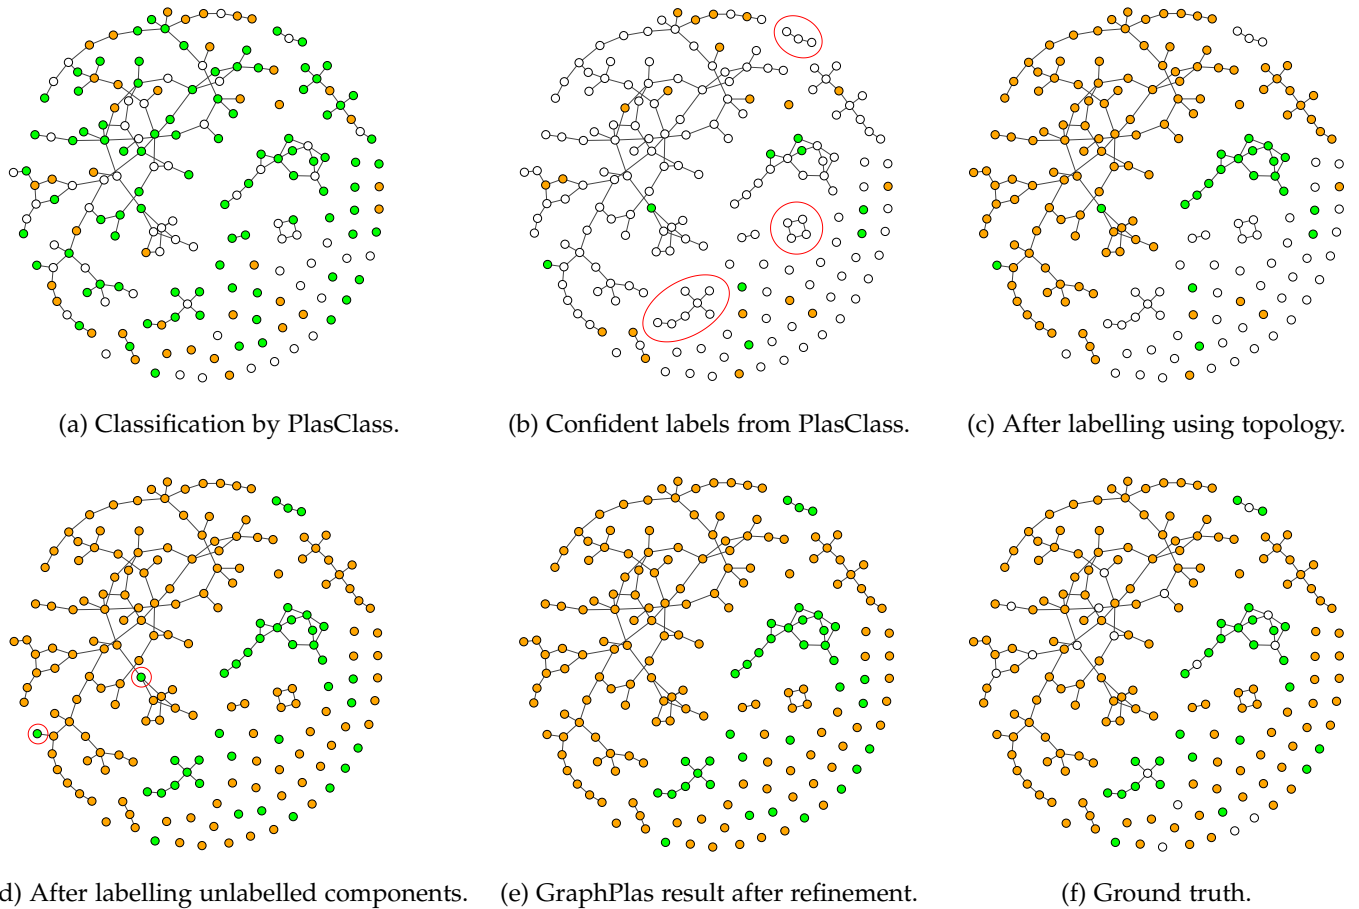 (a) Classification by PlasClass.
(b) Confident labels from PlasClass.
(c) After labelling using topology.
d) After labelling unlabelled components.
(e) GraphPlas result after refinement.
(f) Ground truth.